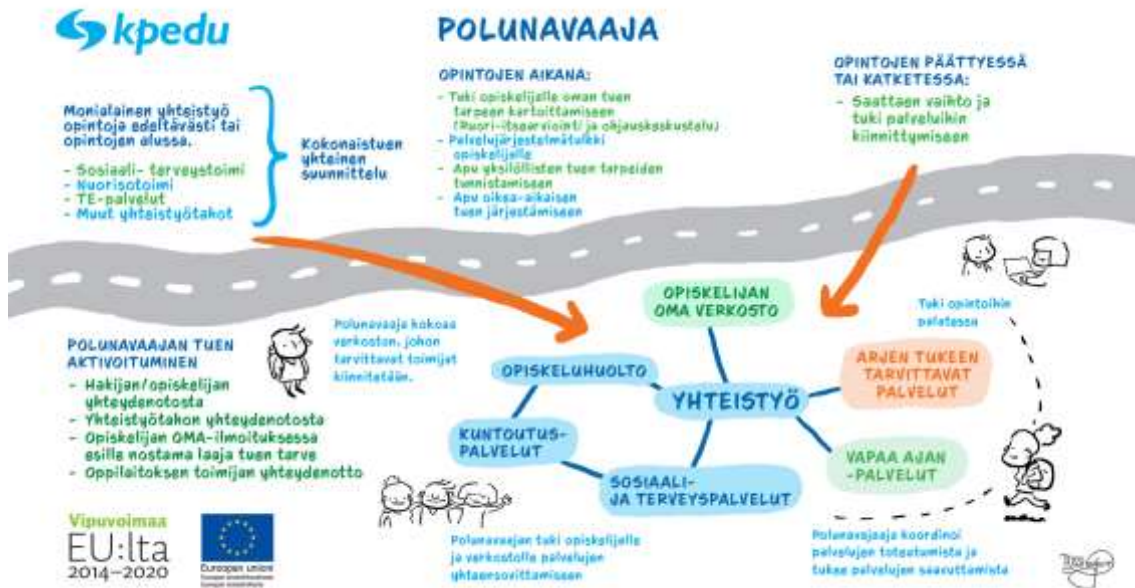 kpedu
POLUNAVAAJA
Monialainen yhteistyö
opintoja edeltävästi tai
opintojen alussa.
- Sosiaali- terveystoimi
- Nuorisotoimi
- TE-palvelut
- Muut yhteistyötahot
Kokonaistuen
yhteinen
suunnittelu
OPINTOJEN AIKANA:
- Tuki opiskelijalle oman tuen
tarpeen kartoittamiseen
(Ruori-itsearviointi ja ohjauskeskustelu)
- Palvelujärjestelmätulkki
opiskelijalle
- Apu yksilöllisten tuen tarpeiden
tunnistamiseen
- Apu oikea-aikaisen
tuen järjestämiseen
OPINTOJEN PÄÄTTYESSÄ
TAI KATKETESSA:
- Saattaen vaihto ja
tuki palveluihin
kiinnittymiseen
POLUNAVAAJAN TUEN
AKTIVOITUMINEN
- Hakijan/opiskelijan
yhteydenotosta
- Yhteistyötahon yhteydenotosta
- Opiskelijan OMA-ilmoituksessa
esille nostama laaja tuen tarve
- Oppilaitoksen toimijan yhteydenotto
Polunavaaja kokoaa
verkoston, johon
tarvittavat toimijat
kiinnitetään.
OPISKELIJAN
OMA VERKOSTO
OPISKELUHUOLTO
YHTEISTYÖ
KUNTOUTUS-
PALVELUT
SOSIAALI-
JA TERVEYSPALVELUT
ARJEN TUKEEN
TARVITTAVAT
PALVELUT
VAPAA AJAN
-PALVELUT
Tuki opintoihin
palatessa
Polunavaajan tuki opiskelijalle
ja verkostolle palvelujen
yhteensovittamiseen
Polunavaaja koordinoi
palvelujen toteutumista ja
tukee palvelujen saavuttamista
Vipuvoimaa
EU:lta
2014–2020
Euroopan unioni